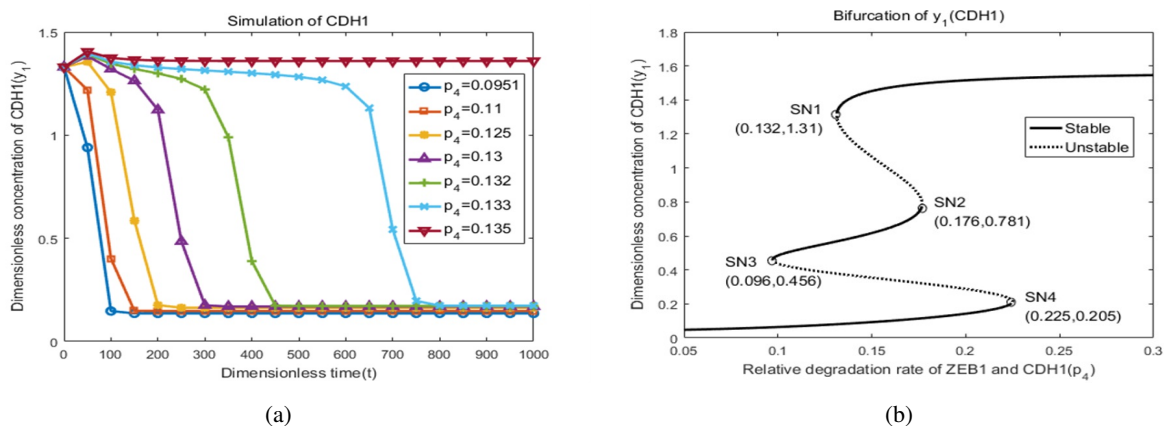 Simulation of CDH1
Dimensionless concentration of CDH1(y₁)
1.5
1
0.5
0
p₄=0.0951
p₄=0.11
p₄=0.125
p₄=0.13
p₄=0.132
p₄=0.133
p₄=0.135
0 100 200 300 400 500 600 700 800 900 1000
Dimensionless time(t)
(a)
Bifurcation of y₁(CDH1)
Dimensionless concentration of CDH1(y₁)
1.8
1.6
1.4
1.2
1
0.8
0.6
0.4
0.2
0
SN1
(0.132,1.31)
Stable
Unstable
SN2
(0.176,0.781)
SN3
(0.096,0.456)
SN4
(0.225,0.205)
0.05 0.1 0.15 0.2 0.25 0.3
Relative degradation rate of ZEB1 and CDH1(p₄)
(b)